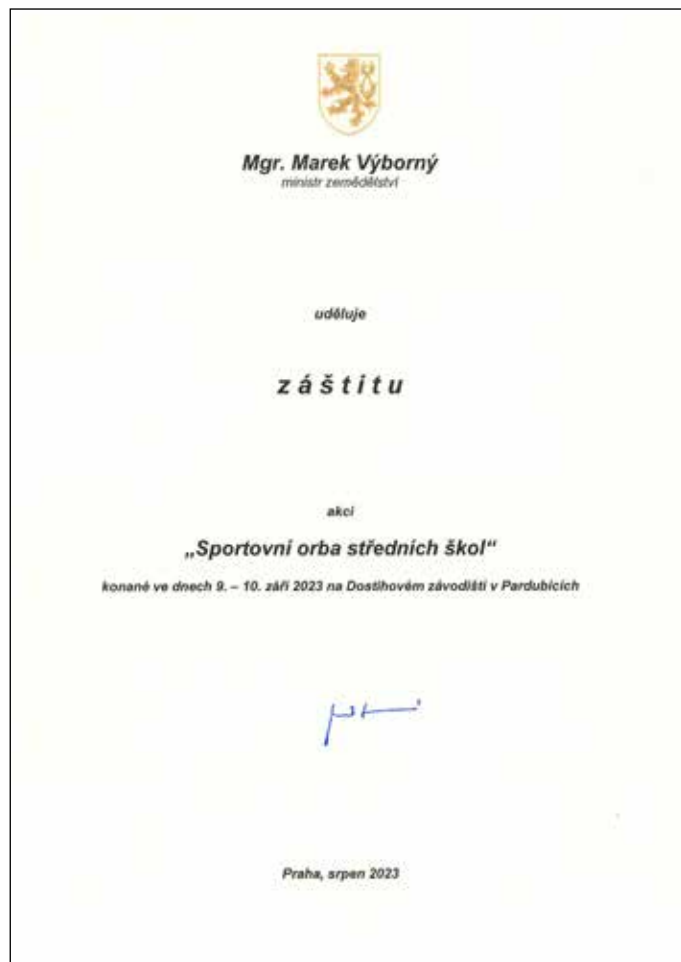 Mgr. Marek Výborný
ministr zemědělství
uděluje
záštitu
akci
„Sportovní orba středních škol“
konané ve dnech 9. – 10. září 2023 na Dostihovém závodišti v Pardubicích
Praha, srpen 2023